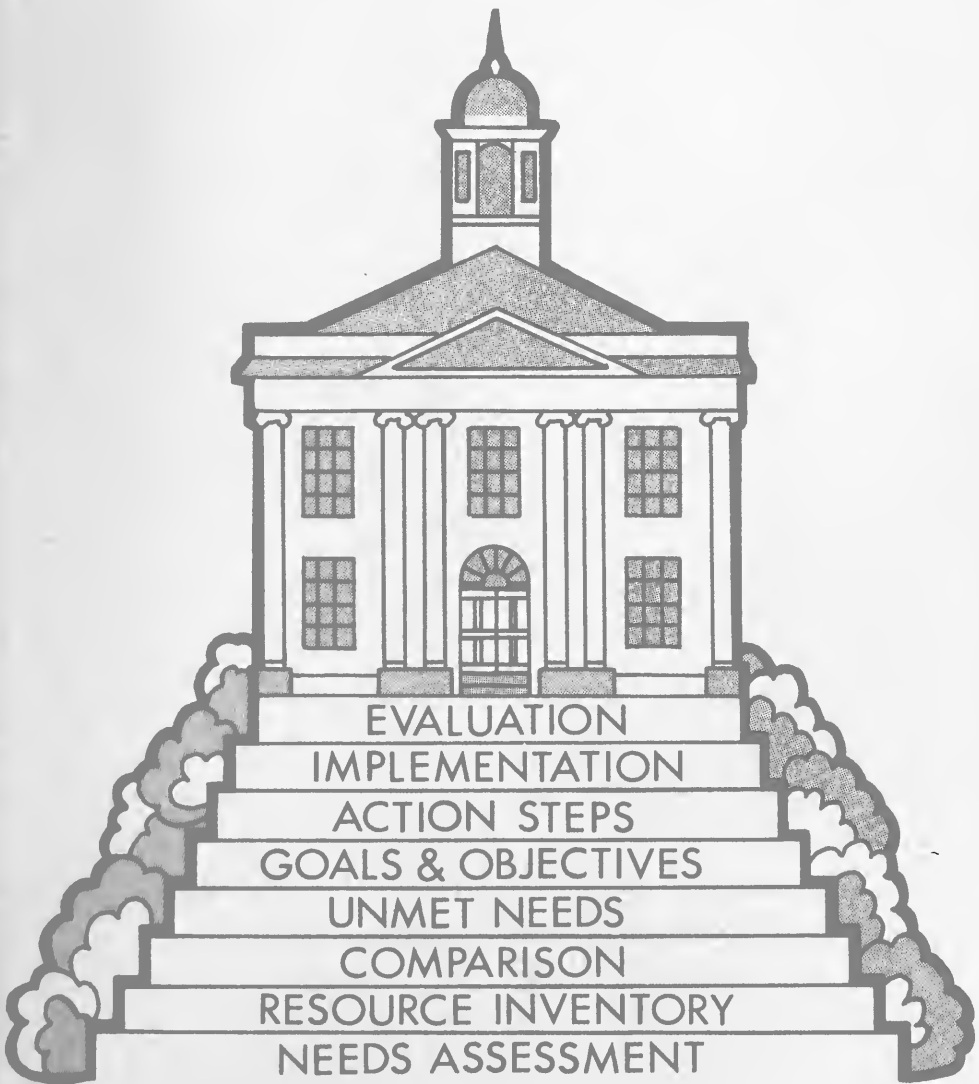 EVALUATION
IMPLEMENTATION
ACTION STEPS
GOALS & OBJECTIVES
UNMET NEEDS
COMPARISON
RESOURCE INVENTORY
NEEDS ASSESSMENT